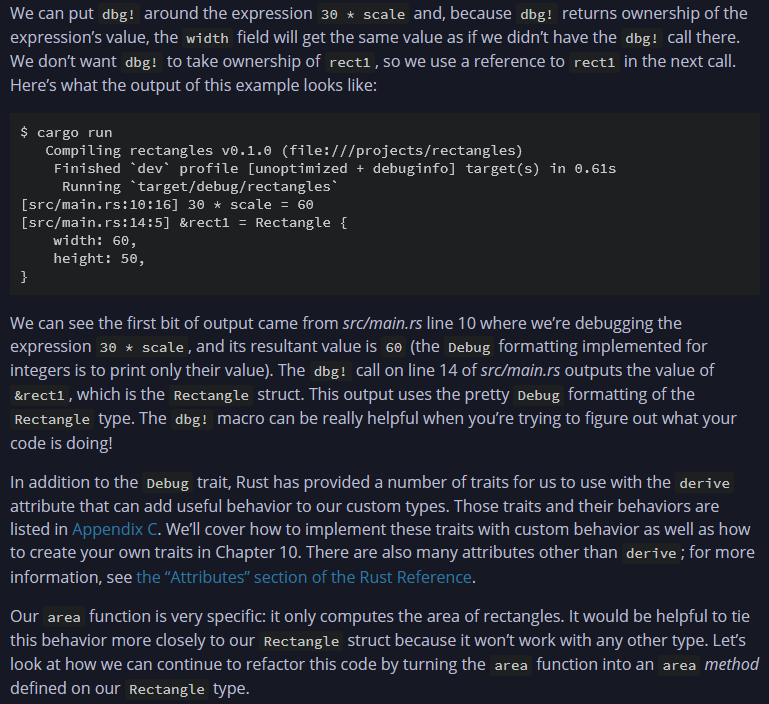 We can put dbg! around the expression 30 * scale and, because dbg! returns ownership of the
expression’s value, the width field will get the same value as if we didn’t have the dbg! call there.
We don’t want dbg! to take ownership of rect1, so we use a reference to rect1 in the next call.
Here’s what the output of this example looks like:
$ cargo run
   Compiling rectangles v0.1.0 (file:///projects/rectangles)
    Finished `dev` profile [unoptimized + debuginfo] target(s) in 0.61s
     Running `target/debug/rectangles`
[src/main.rs:10:16] 30 * scale = 60
[src/main.rs:14:5] &rect1 = Rectangle {
    width: 60,
    height: 50,
}
We can see the first bit of output came from src/main.rs line 10 where we’re debugging the
expression 30 * scale, and its resultant value is 60 (the Debug formatting implemented for
integers is to print only their value). The dbg! call on line 14 of src/main.rs outputs the value of
&rect1, which is the Rectangle struct. This output uses the pretty Debug formatting of the
Rectangle type. The dbg! macro can be really helpful when you’re trying to figure out what your
code is doing!
In addition to the Debug trait, Rust has provided a number of traits for us to use with the derive
attribute that can add useful behavior to our custom types. Those traits and their behaviors are
listed in Appendix C. We’ll cover how to implement these traits with custom behavior as well as how
to create your own traits in Chapter 10. There are also many attributes other than derive; for more
information, see the “Attributes” section of the Rust Reference.
Our area function is very specific: it only computes the area of rectangles. It would be helpful to tie
this behavior more closely to our Rectangle struct because it won’t work with any other type. Let’s
look at how we can continue to refactor this code by turning the area function into an area method
defined on our Rectangle type.